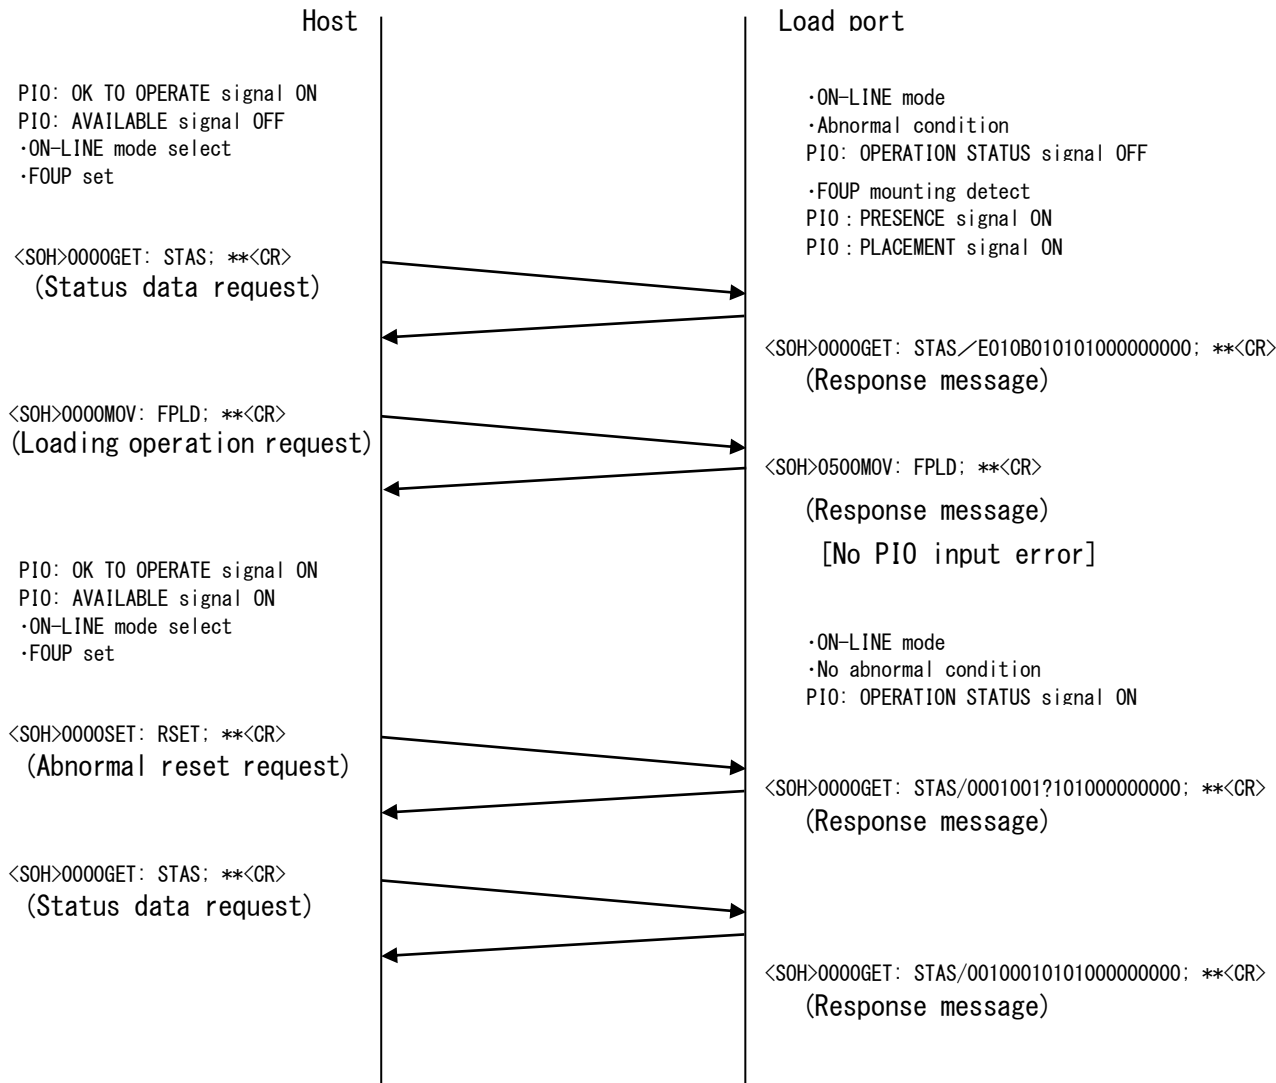 Host
Load port
PIO: OK TO OPERATE signal ON
PIO: AVAILABLE signal OFF
・ON-LINE mode select
・FOUP set
・ON-LINE mode
・Abnormal condition
PIO: OPERATION STATUS signal OFF
・FOUP mounting detect
PIO : PRESENCE signal ON
PIO : PLACEMENT signal ON
<SOH>0000GET: STAS; **<CR>
(Status data request)
<SOH>0000GET: STAS／E010B010101000000000; **<CR>
(Response message)
<SOH>0000MOV: FPLD; **<CR>
(Loading operation request)
<SOH>0500MOV: FPLD; **<CR>
(Response message)
[No PIO input error]
PIO: OK TO OPERATE signal ON
PIO: AVAILABLE signal ON
・ON-LINE mode select
・FOUP set
・ON-LINE mode
・No abnormal condition
PIO: OPERATION STATUS signal ON
<SOH>0000SET: RSET; **<CR>
(Abnormal reset request)
<SOH>0000GET: STAS/0001001?101000000000; **<CR>
(Response message)
<SOH>0000GET: STAS; **<CR>
(Status data request)
<SOH>0000GET: STAS/00100010101000000000; **<CR>
(Response message)